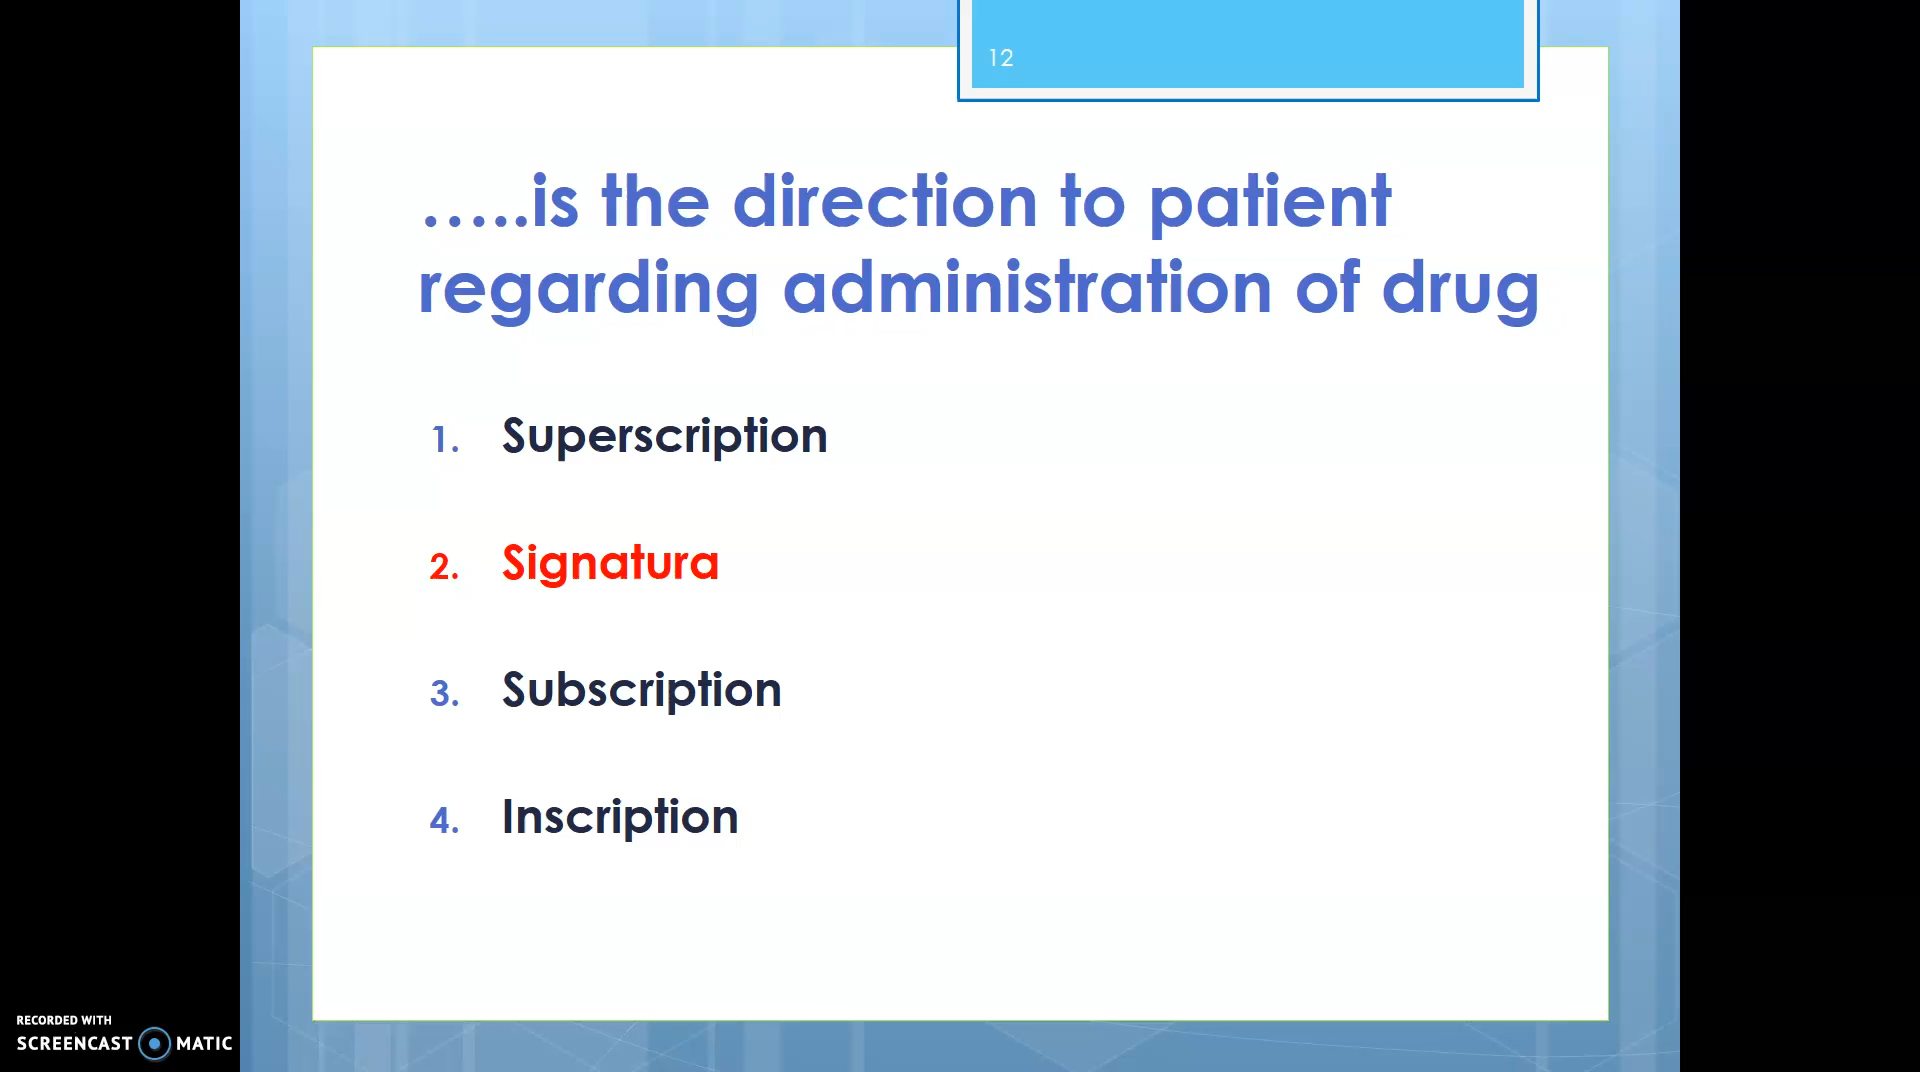 12
…..is the direction to patient
regarding administration of drug
1. Superscription
2. Signatura
3. Subscription
4. Inscription
RECORDED WITH
SCREENCAST MATIC